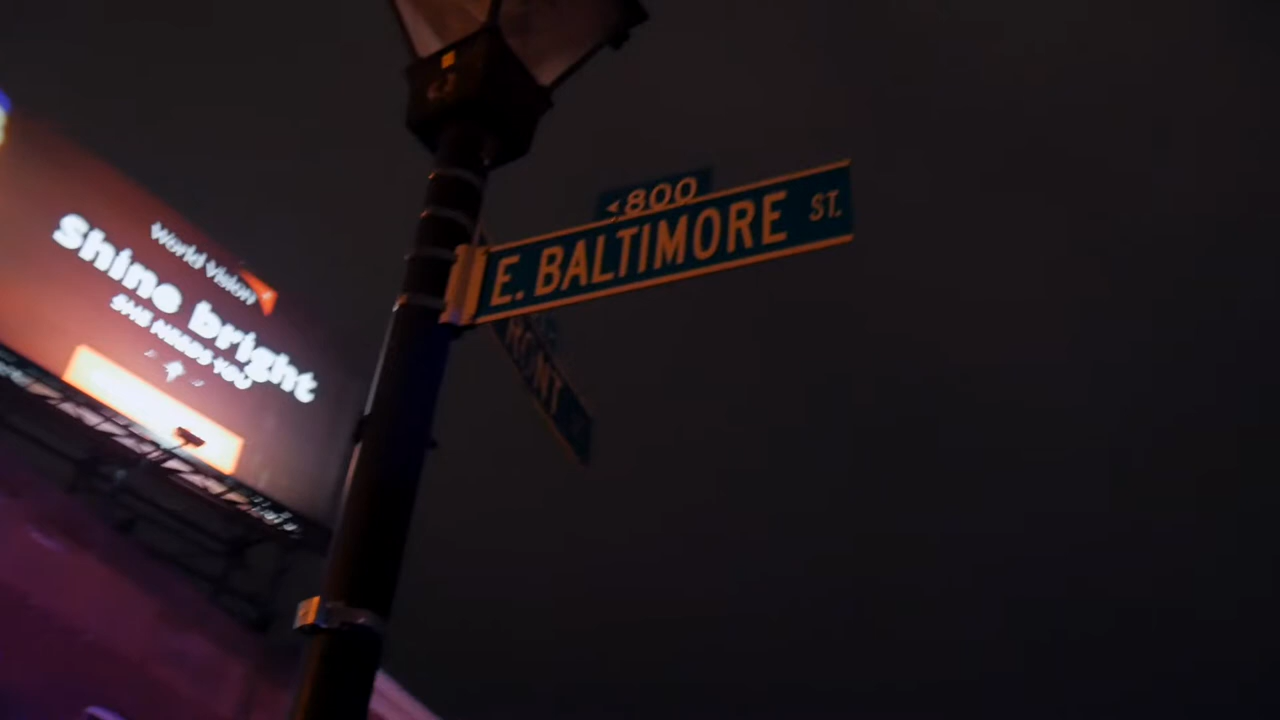 World Vision
Shine bright
SHE NEEDS YOU
<800
E. BALTIMORE ST.